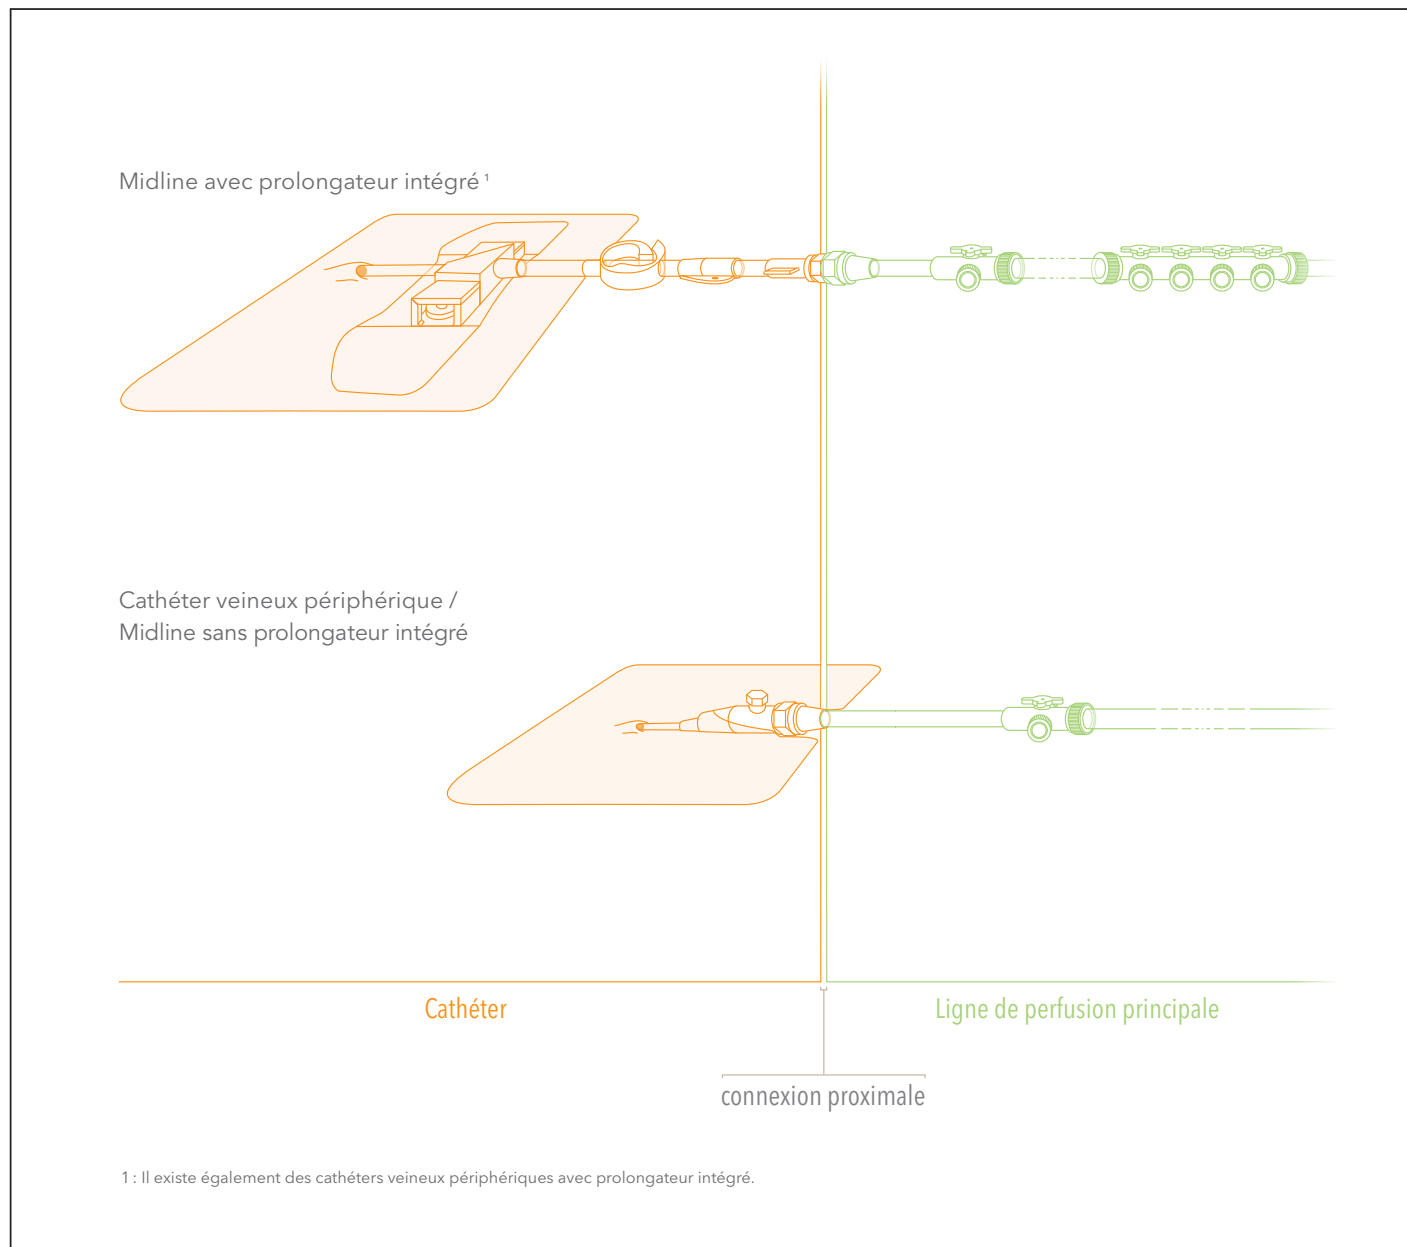 Midline avec prolongateur intégré ¹
Cathéter veineux périphérique /
Midline sans prolongateur intégré
Cathéter
Ligne de perfusion principale
connexion proximale
1 : Il existe également des cathéters veineux périphériques avec prolongateur intégré.